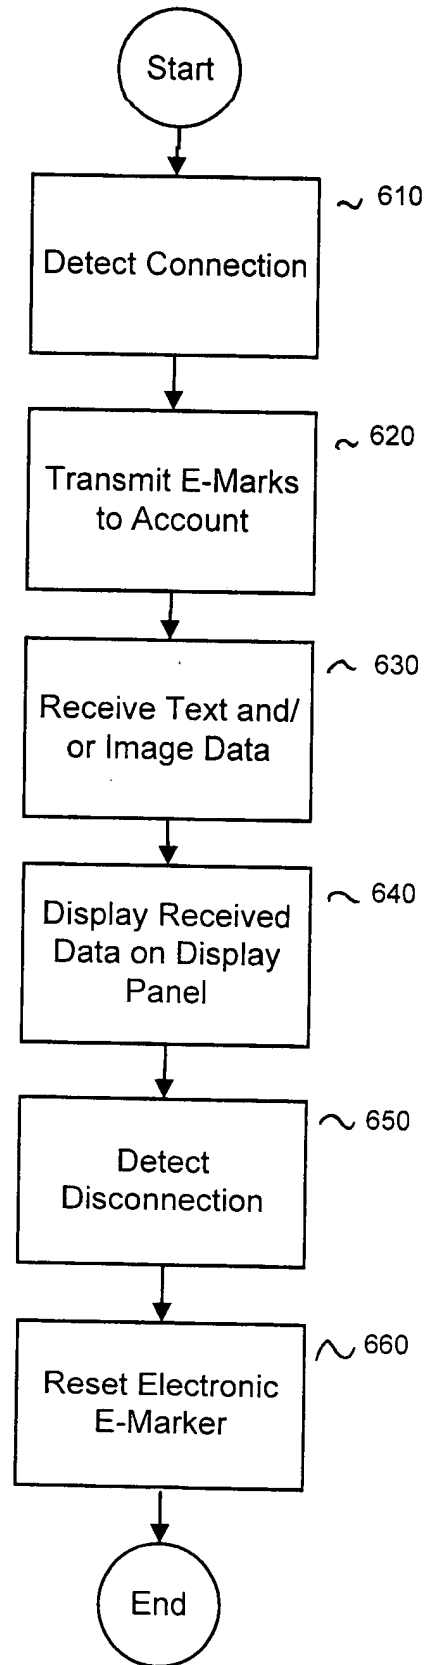 Start
610
Detect Connection
620
Transmit E-Marks
to Account
630
Receive Text and/
or Image Data
640
Display Received
Data on Display
Panel
650
Detect
Disconnection
660
Reset Electronic
E-Marker
End